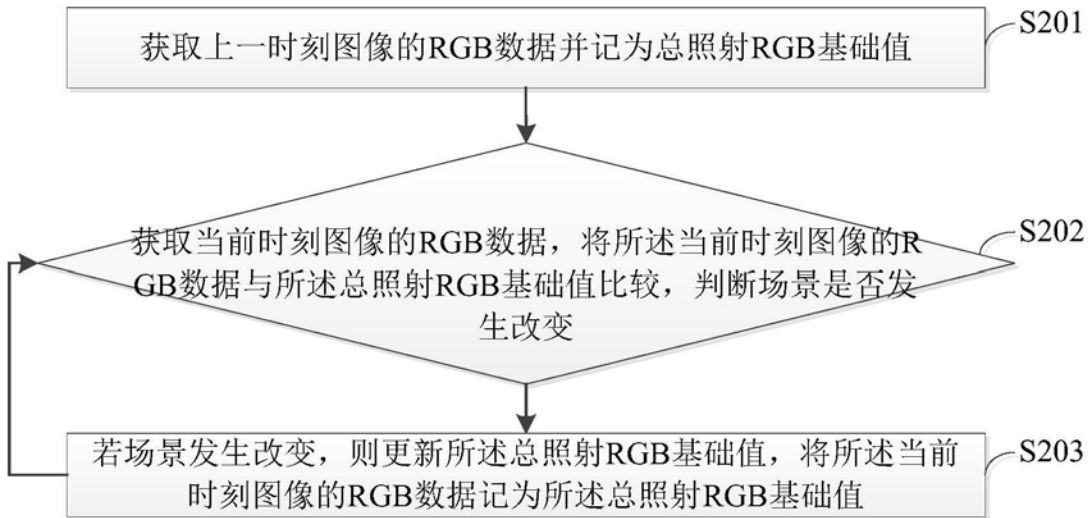 获取上一时刻图像的RGB数据并记为总照射RGB基础值
S201
获取当前时刻图像的RGB数据，将所述当前时刻图像的R
GB数据与所述总照射RGB基础值比较，判断场景是否发
生改变
S202
若场景发生改变，则更新所述总照射RGB基础值，将所述当前
时刻图像的RGB数据记为所述总照射RGB基础值
S203